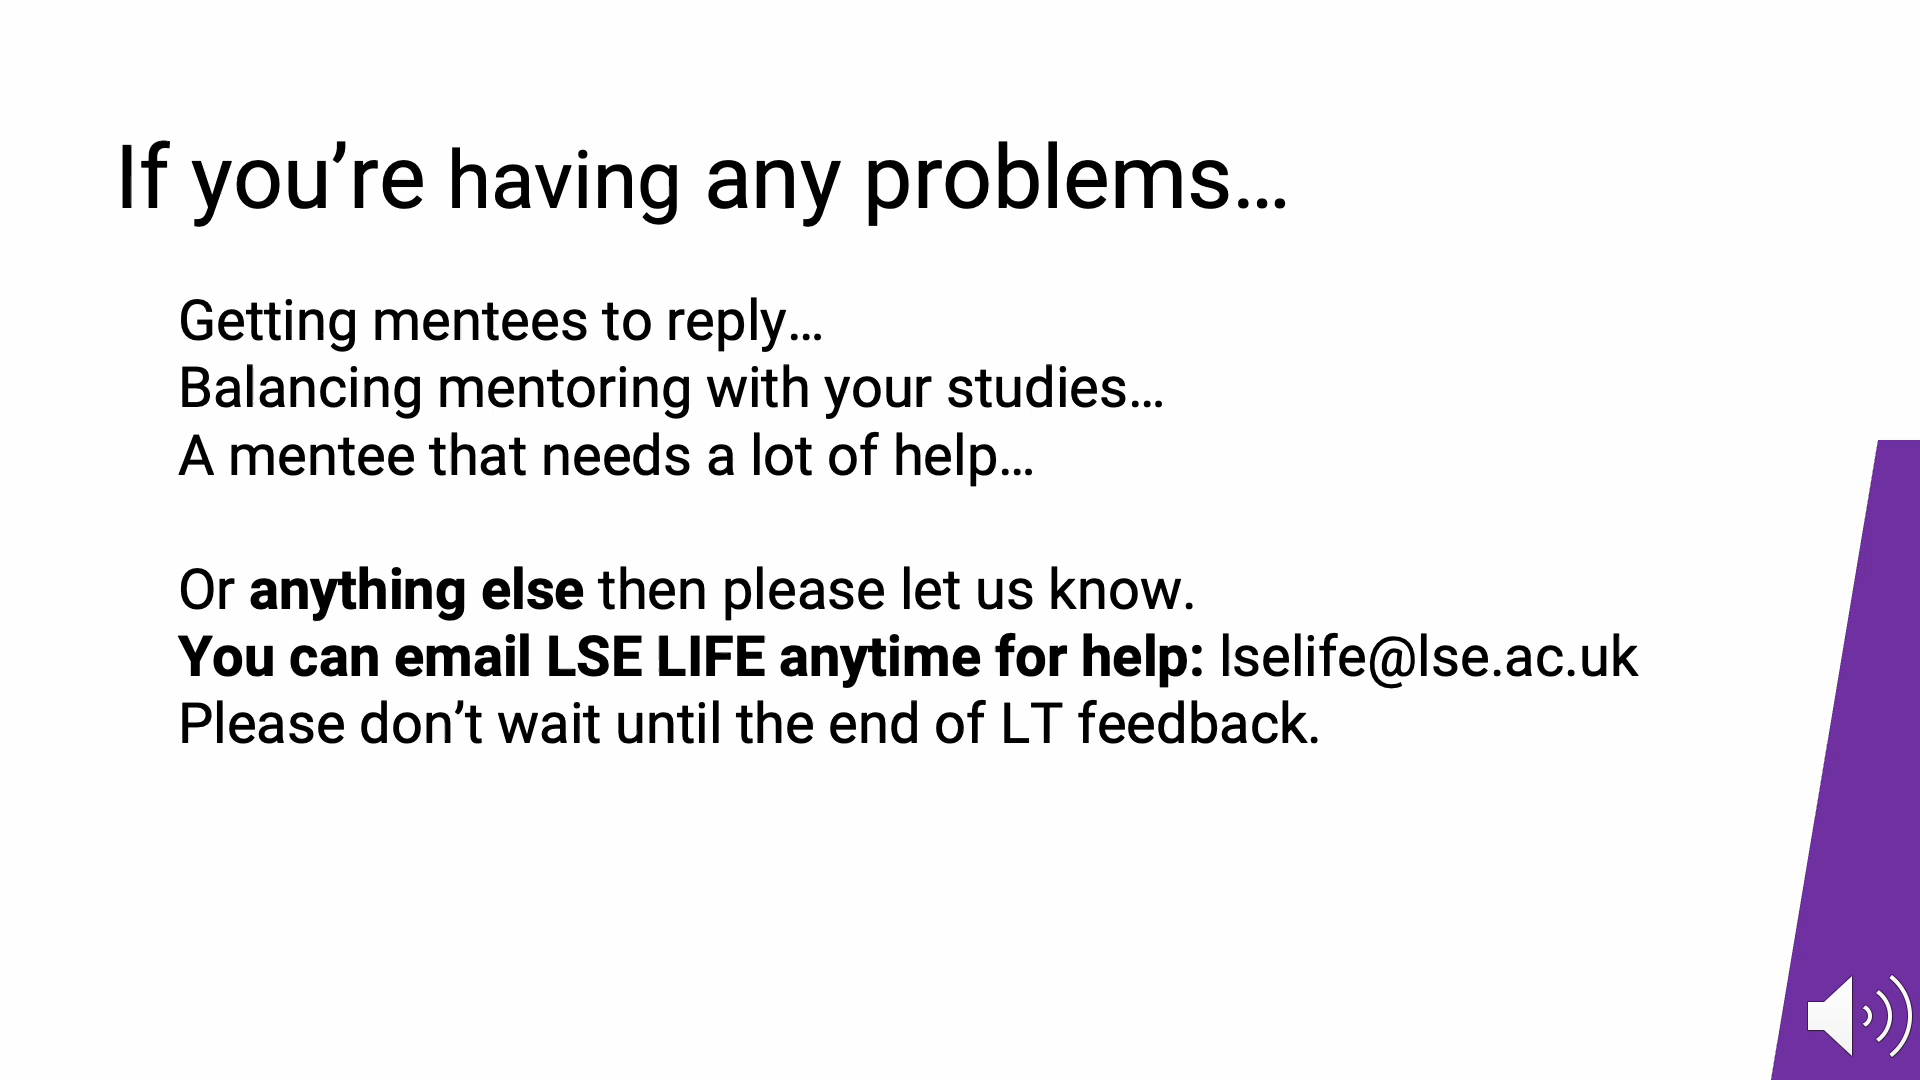 If you’re having any problems…
Getting mentees to reply…
Balancing mentoring with your studies…
A mentee that needs a lot of help…
Or anything else then please let us know.
You can email LSE LIFE anytime for help: lselife@lse.ac.uk
Please don’t wait until the end of LT feedback.